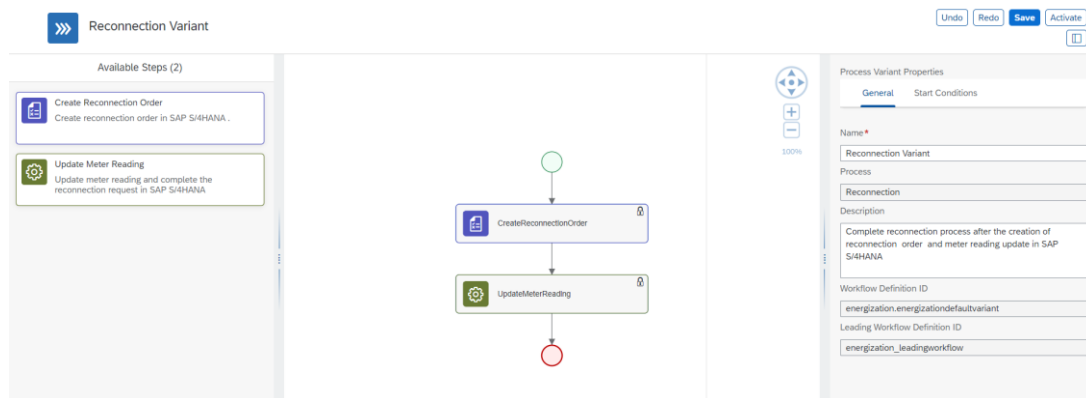 Reconnection Variant
Undo
Redo
Save
Activate
Available Steps (2)
Create Reconnection Order
Create reconnection order in SAP S/4HANA .
Update Meter Reading
Update meter reading and complete the
reconnection request in SAP S/4HANA
CreateReconnectionOrder
UpdateMeterReading
100%
Process Variant Properties
General
Start Conditions
Name*
Reconnection Variant
Process
Reconnection
Description
Complete reconnection process after the creation of
reconnection order and meter reading update in SAP
S/4HANA
Workflow Definition ID
energization.energizationdefaultvariant
Leading Workflow Definition ID
energization_leadingworkflow